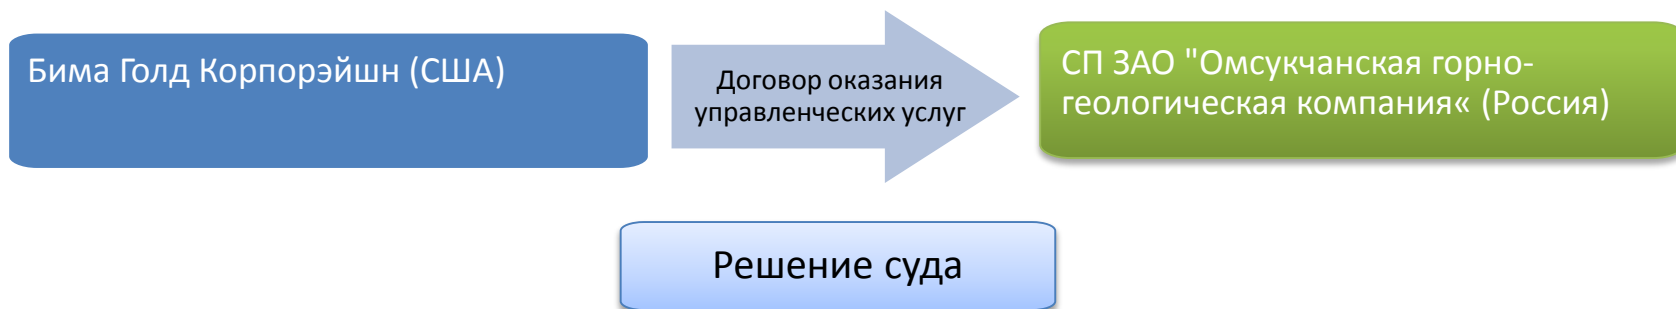 Бима Голд Корпорэйшн (США)
Договор оказания
управленческих услуг
СП ЗАО "Омсукчанская горно-
геологическая компания« (Россия)
Решение суда